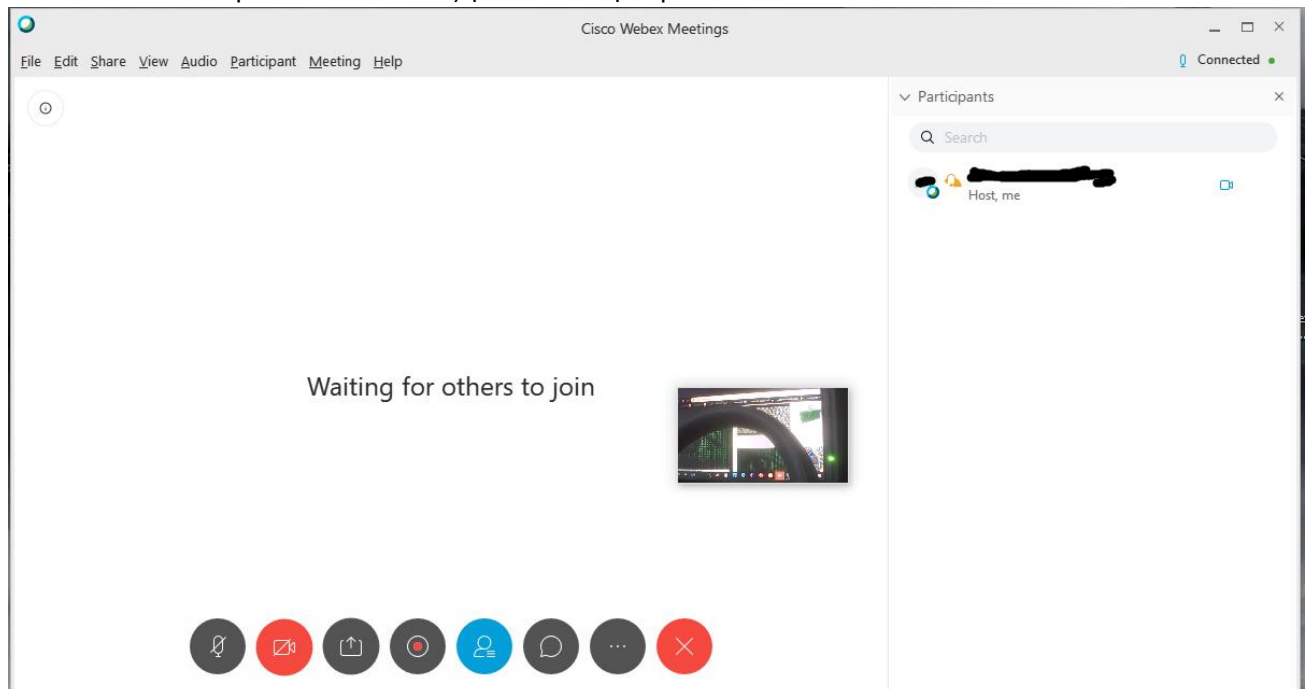 Cisco Webex Meetings
File Edit Share View Audio Participant Meeting Help
Connected
Participants
Search
Host, me
Waiting for others to join